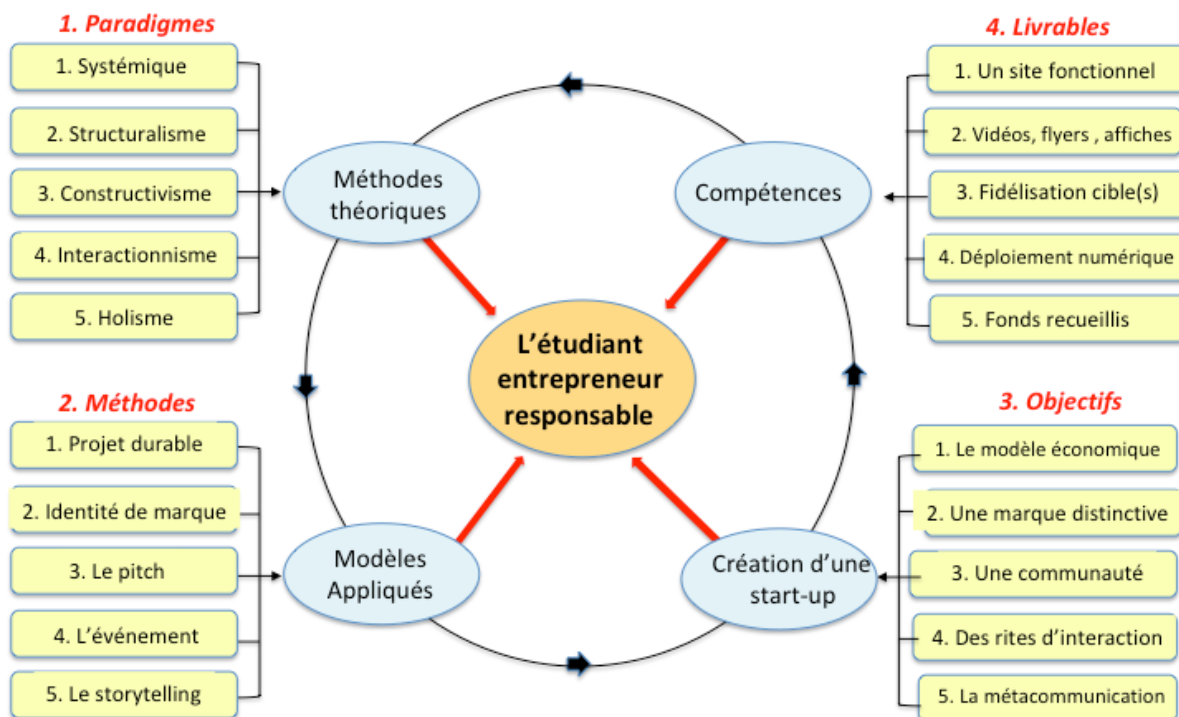 1. Paradigmes
1. Systémique
2. Structuralisme
3. Constructivisme
4. Interactionnisme
5. Holisme
2. Méthodes
1. Projet durable
2. Identité de marque
3. Le pitch
4. L'événement
5. Le storytelling
Méthodes
théoriques
Compétences
L'étudiant
entrepreneur
responsable
Modèles
Appliqués
Création d'une
start-up
4. Livrables
1. Un site fonctionnel
2. Vidéos, flyers , affiches
3. Fidélisation cible(s)
4. Déploiement numérique
5. Fonds recueillis
3. Objectifs
1. Le modèle économique
2. Une marque distinctive
3. Une communauté
4. Des rites d'interaction
5. La métacommunication